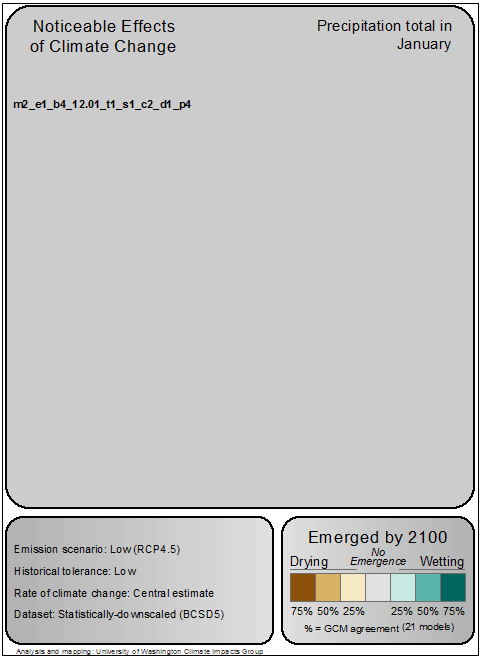 Noticeable Effects
of Climate Change
Precipitation total in
January
m2_e1_b4_12.01_t1_s1_c2_d1_p4
Emission scenario: Low (RCP4.5)
Historical tolerance: Low
Rate of climate change: Central estimate
Dataset: Statistically-downscaled (BCSD5)
Emerged by 2100
Drying No Emergence Wetting
75% 50% 25% 25% 50% 75%
% = GCM agreement (21 models)
Analysis and mapping: University of Washington Climate Impacts Group